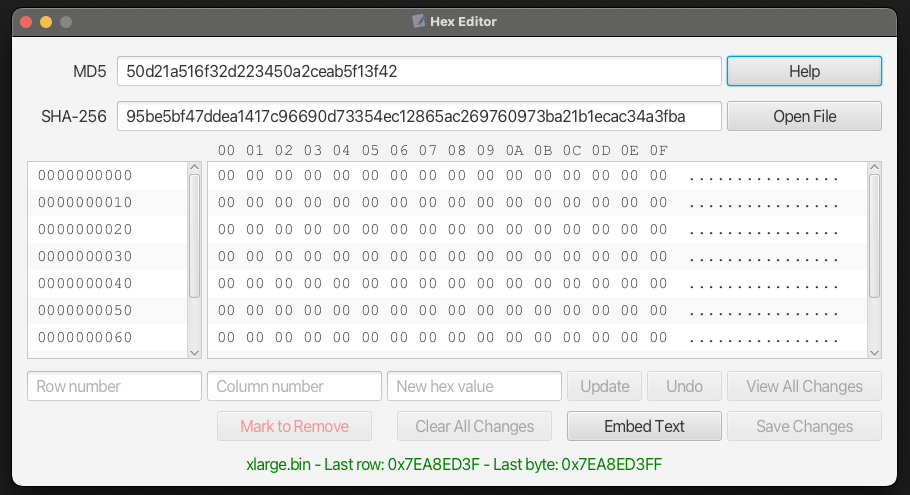 Hex Editor
MD5 50d21a516f32d223450a2ceab5f13f42 Help
SHA-256 95be5bf47ddea1417c96690d73354ec12865ac269760973ba21b1ecac34a3fba Open File
00 01 02 03 04 05 06 07 08 09 0A 0B 0C 0D 0E 0F
0000000000 00 00 00 00 00 00 00 00 00 00 00 00 00 00 00 00 ................
0000000010 00 00 00 00 00 00 00 00 00 00 00 00 00 00 00 00 ................
0000000020 00 00 00 00 00 00 00 00 00 00 00 00 00 00 00 00 ................
0000000030 00 00 00 00 00 00 00 00 00 00 00 00 00 00 00 00 ................
0000000040 00 00 00 00 00 00 00 00 00 00 00 00 00 00 00 00 ................
0000000050 00 00 00 00 00 00 00 00 00 00 00 00 00 00 00 00 ................
0000000060 00 00 00 00 00 00 00 00 00 00 00 00 00 00 00 00 ................
Row number Column number New hex value Update Undo View All Changes
Mark to Remove Clear All Changes Embed Text Save Changes
xlarge.bin - Last row: 0x7EA8ED3F - Last byte: 0x7EA8ED3FF